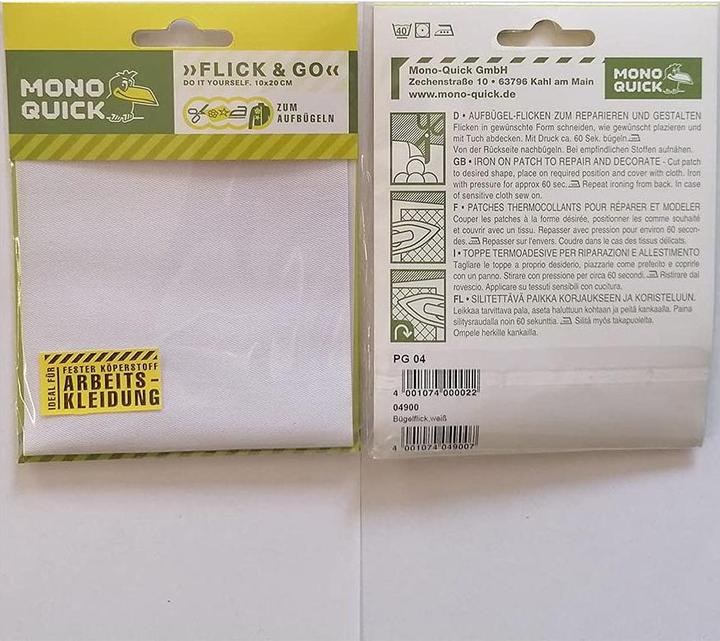 MONO
QUICK
»FLICK & GO«
DO IT YOURSELF. 10x20CM
ZUM
AUFBÜGELN
IDEAL FÜR
FESTER KÖPERSTOFF
ARBEITS-
KLEIDUNG
40
Mono-Quick GmbH
Zechenstraße 10 • 63796 Kahl am Main
www.mono-quick.de
MONO
QUICK
D • AUFBÜGEL-FLICKEN ZUM REPARIEREN UND GESTALTEN
Flicken in gewünschte Form schneiden, wie gewünscht plazieren und
mit Tuch abdecken. Mit Druck ca. 60 Sek. bügeln.
Von der Rückseite nachbügeln. Bei empfindlichen Stoffen aufnähen.
GB • IRON ON PATCH TO REPAIR AND DECORATE - Cut patch
to desired shape, place on required position and cover with cloth. Iron
with pressure for approx 60 sec. Repeat ironing from back. In case
of sensitive cloth sew on.
F • PATCHES THERMOCOLLANTS POUR RÉPARER ET MODELER
Couper les patches à la forme désirée, positionner les comme souhaité
et couvrir avec un tissu. Repasser avec pression pour environ 60 secon-
des. Repasser sur l'envers. Coudre dans le cas des tissus délicats.
I • TOPPE TERMOADESIVE PER RIPARAZIONI E ALLESTIMENTO
Tagliare le toppe a proprio desiderio, piazzarle come preferito e coprirle
con un panno. Stirare con pressione per circa 60 secondi. Ristirare dal
rovescio. Applicare su tessuti sensibili con cucitura.
FL • SILITETTÄVÄ PAIKKA KORJAUKSEEN JA KORISTELUUN.
Leikkaa tarvittava pala, aseta haluttuun kohtaan ja peitä kankaalla. Paina
silitysraudalla noin 60 sekunttia. Silitä myös takapuolelta.
Ompele herkille kankailla.
PG 04
4 001074 000022
04900
Bügelflick,weiß
4 001074 049007